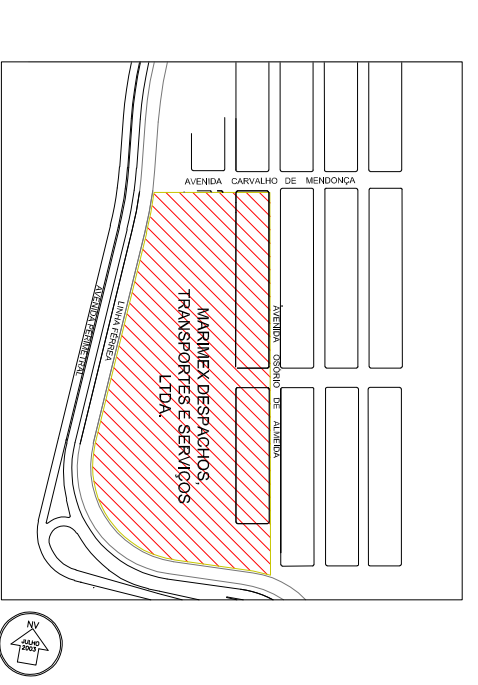 AVENIDA CARVALHO DE MENDONÇA
AVENIDA PERIMETRAL
LINHA FÉRREA
MARIMEX DESPACHOS,
TRANSPORTES E SERVIÇOS
LTDA.
AVENIDA OSÓRIO DE ALMEIDA
NV
JULHO
2003